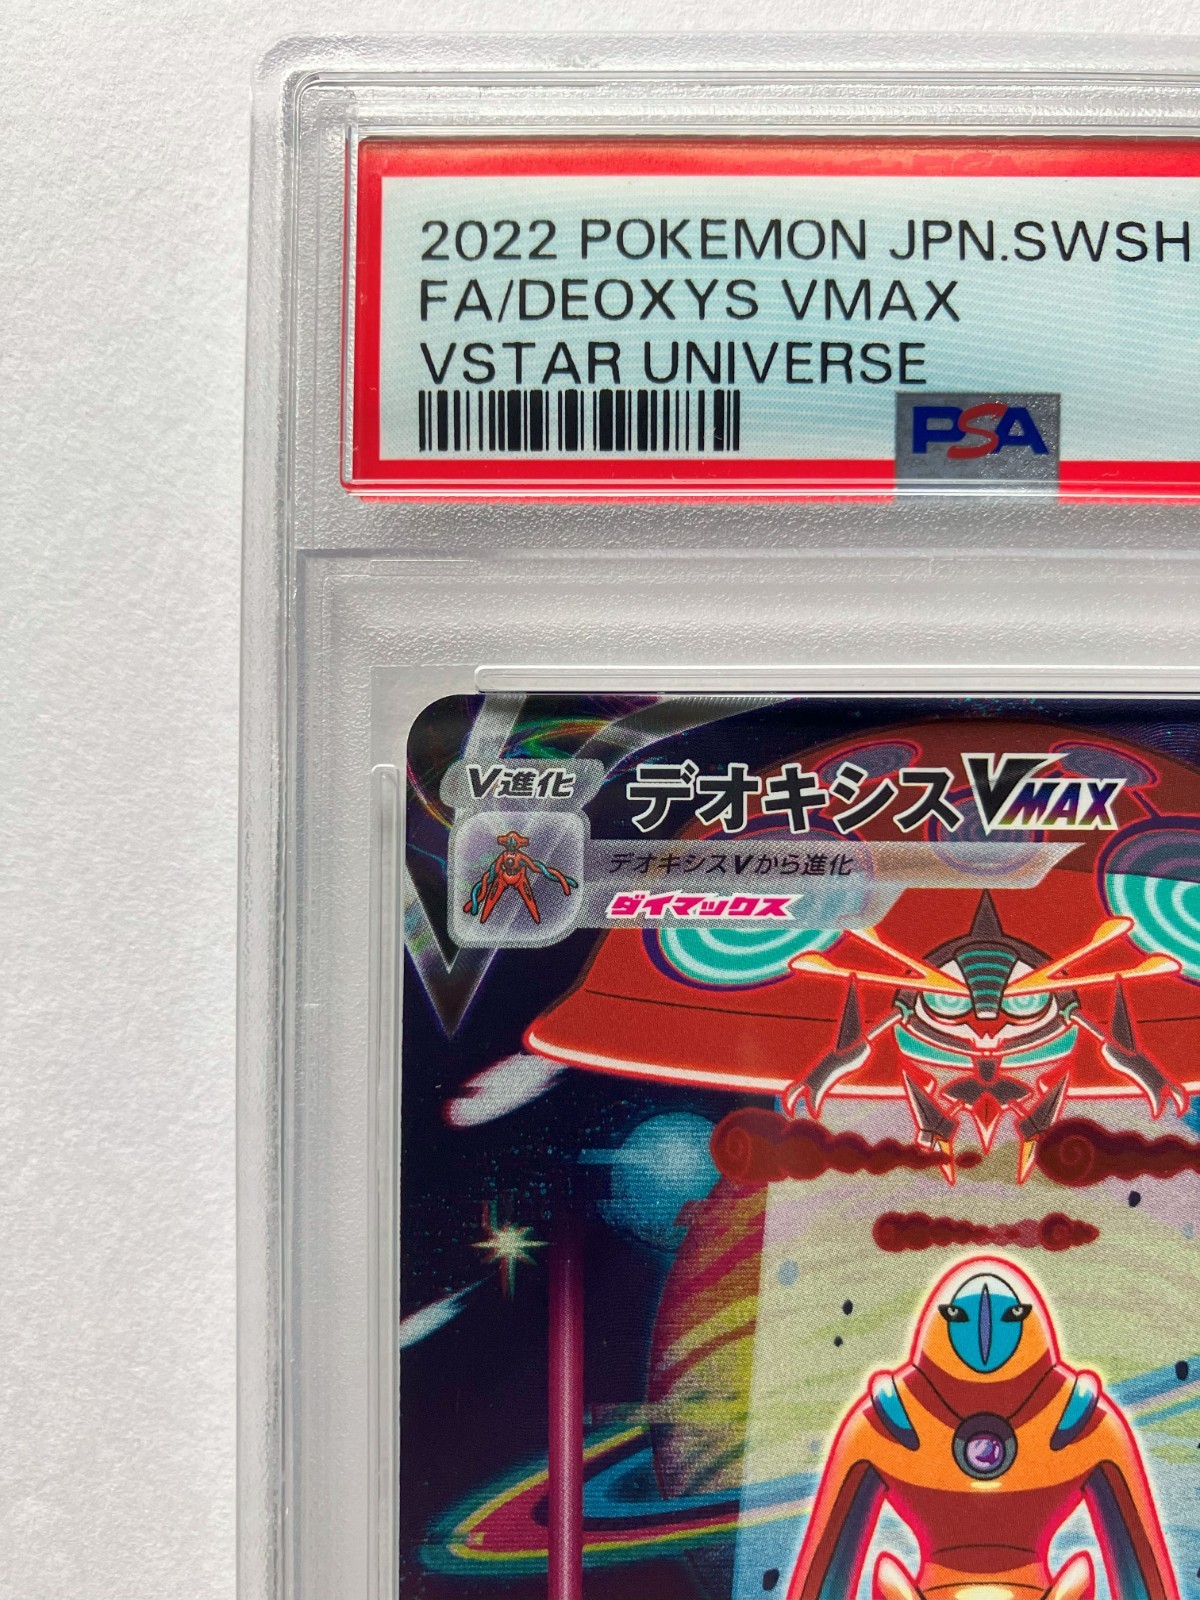 2022 POKEMON JPN.SWSH
FA/DEOXYS VMAX
VSTAR UNIVERSE
PSA
V進化
デオキシスVMAX
デオキシスVから進化
ダイマックス